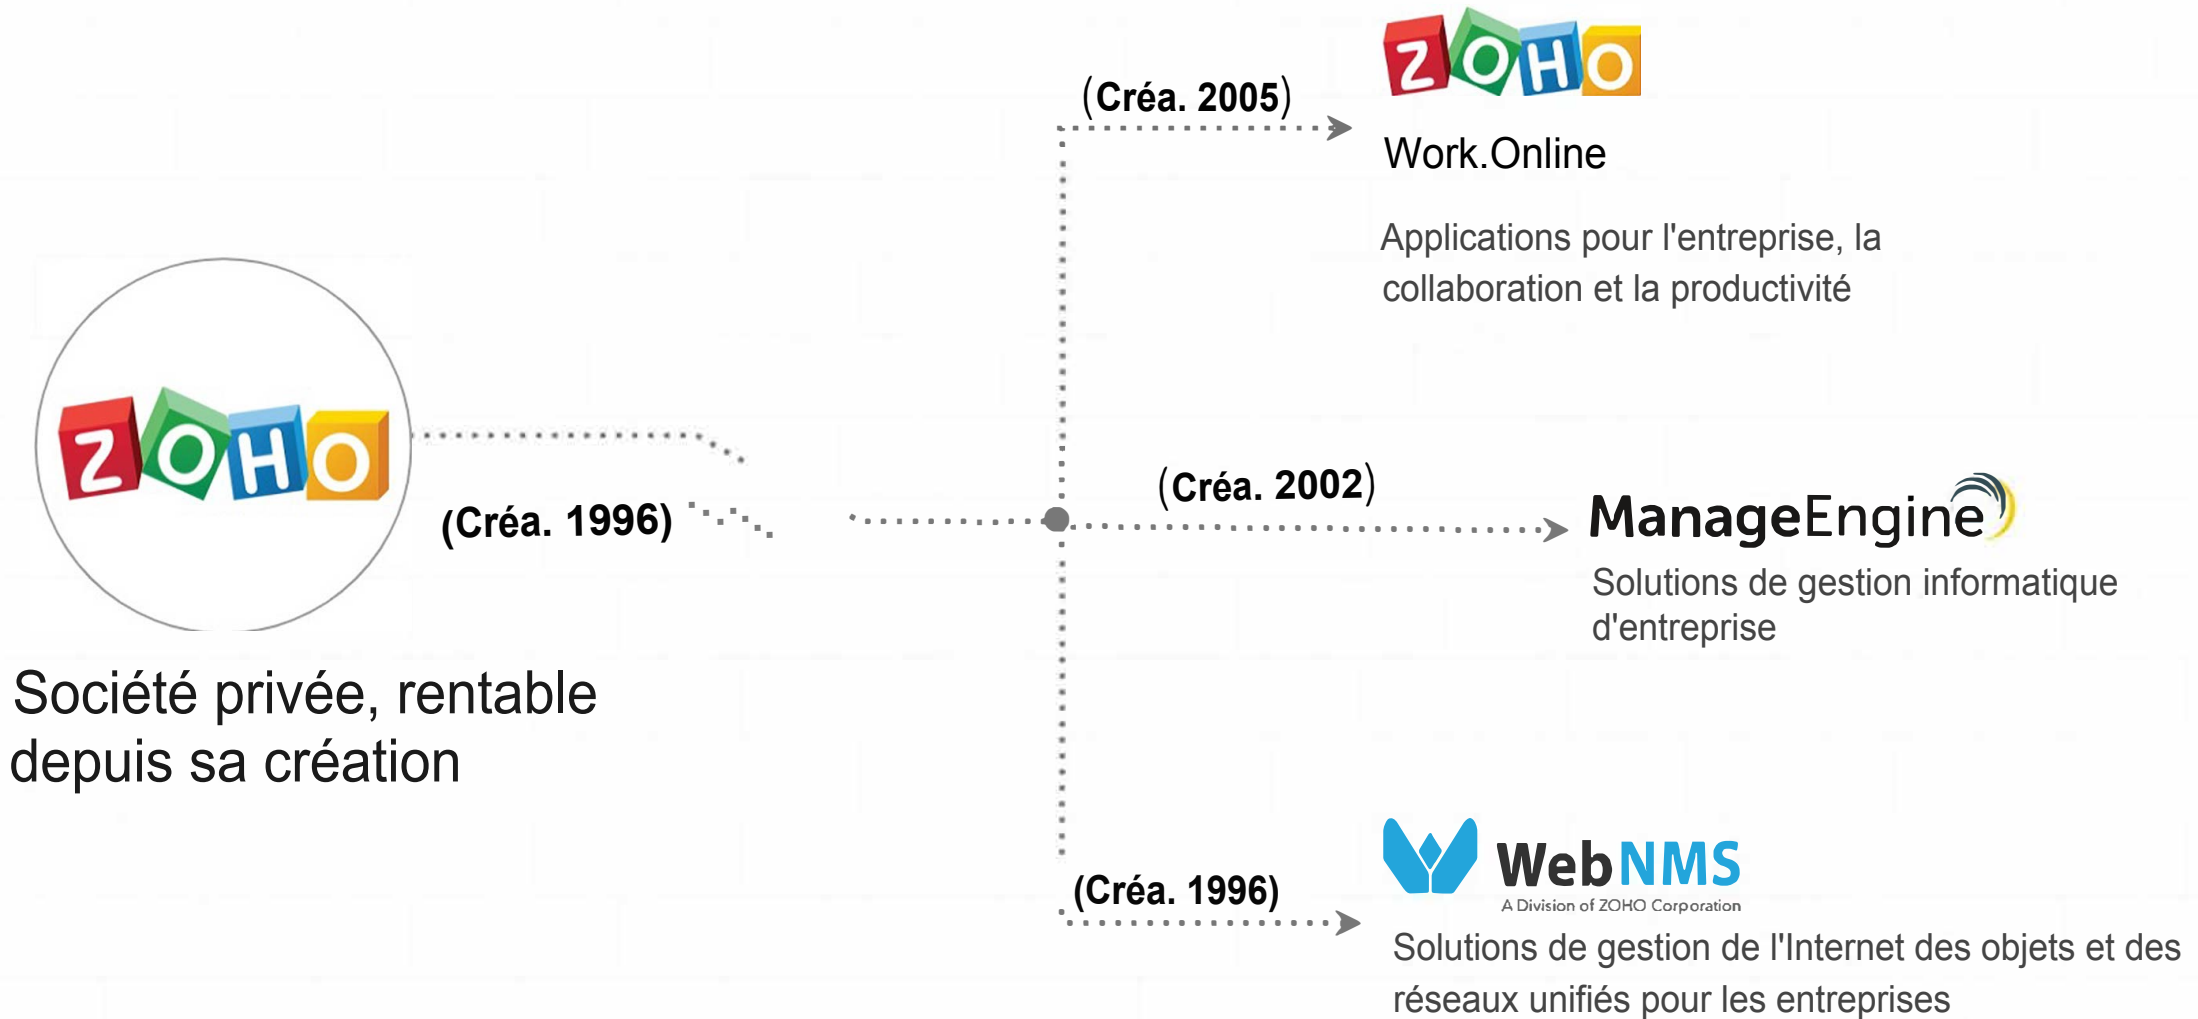 ZOHO
(Créa. 1996)
Société privée, rentable
depuis sa création
(Créa. 2005)
ZOHO
Work.Online
Applications pour l'entreprise, la
collaboration et la productivité
(Créa. 2002)
ManageEngine
Solutions de gestion informatique
d'entreprise
(Créa. 1996)
WebNMS
A Division of ZOHO Corporation
Solutions de gestion de l'Internet des objets et des
réseaux unifiés pour les entreprises